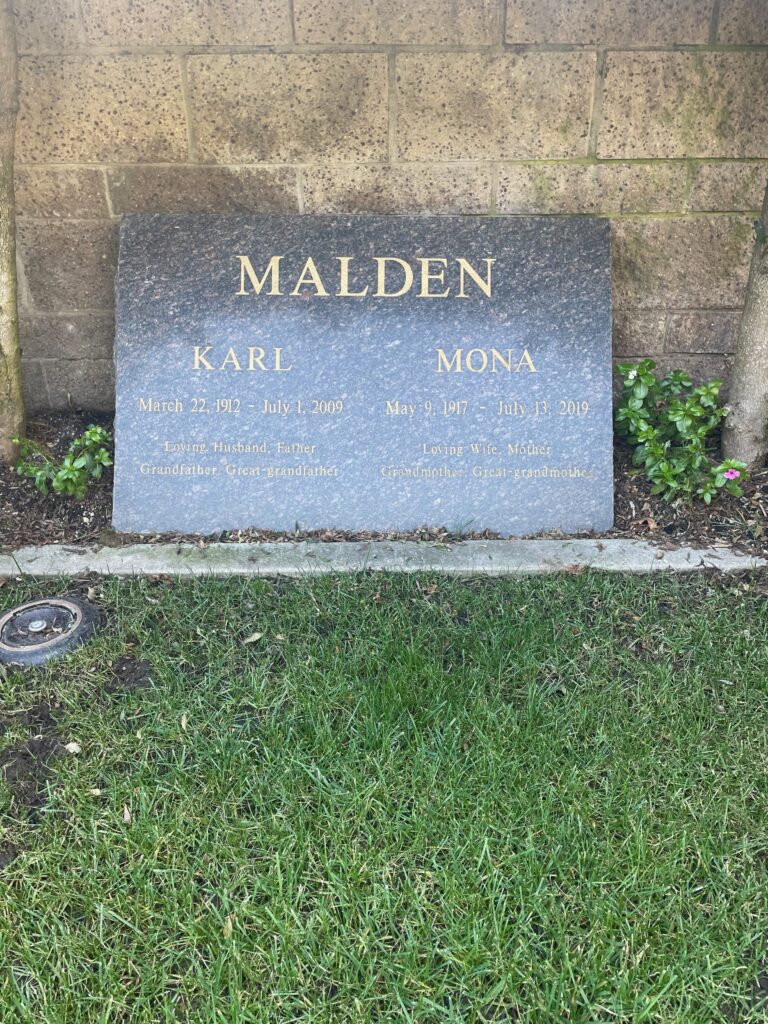 MALDEN
KARL MONA
March 22, 1912 - July 1, 2009 May 9, 1917 - July 13, 2019
Loving Husband, Father Loving Wife, Mother
Grandfather, Great-grandfather Grandmother, Great-grandmother